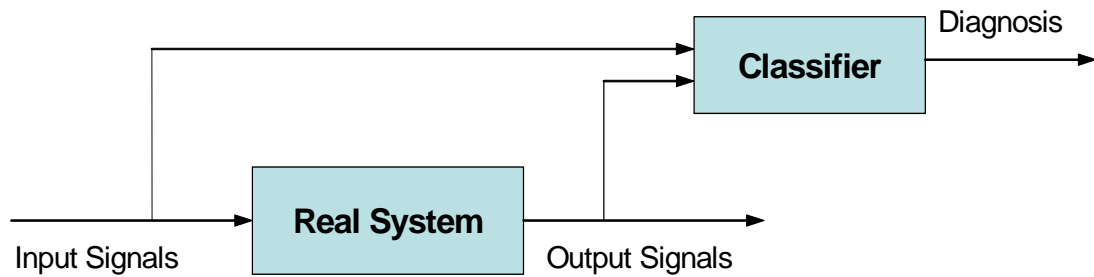 Diagnosis
Classifier
Real System
Input Signals
Output Signals